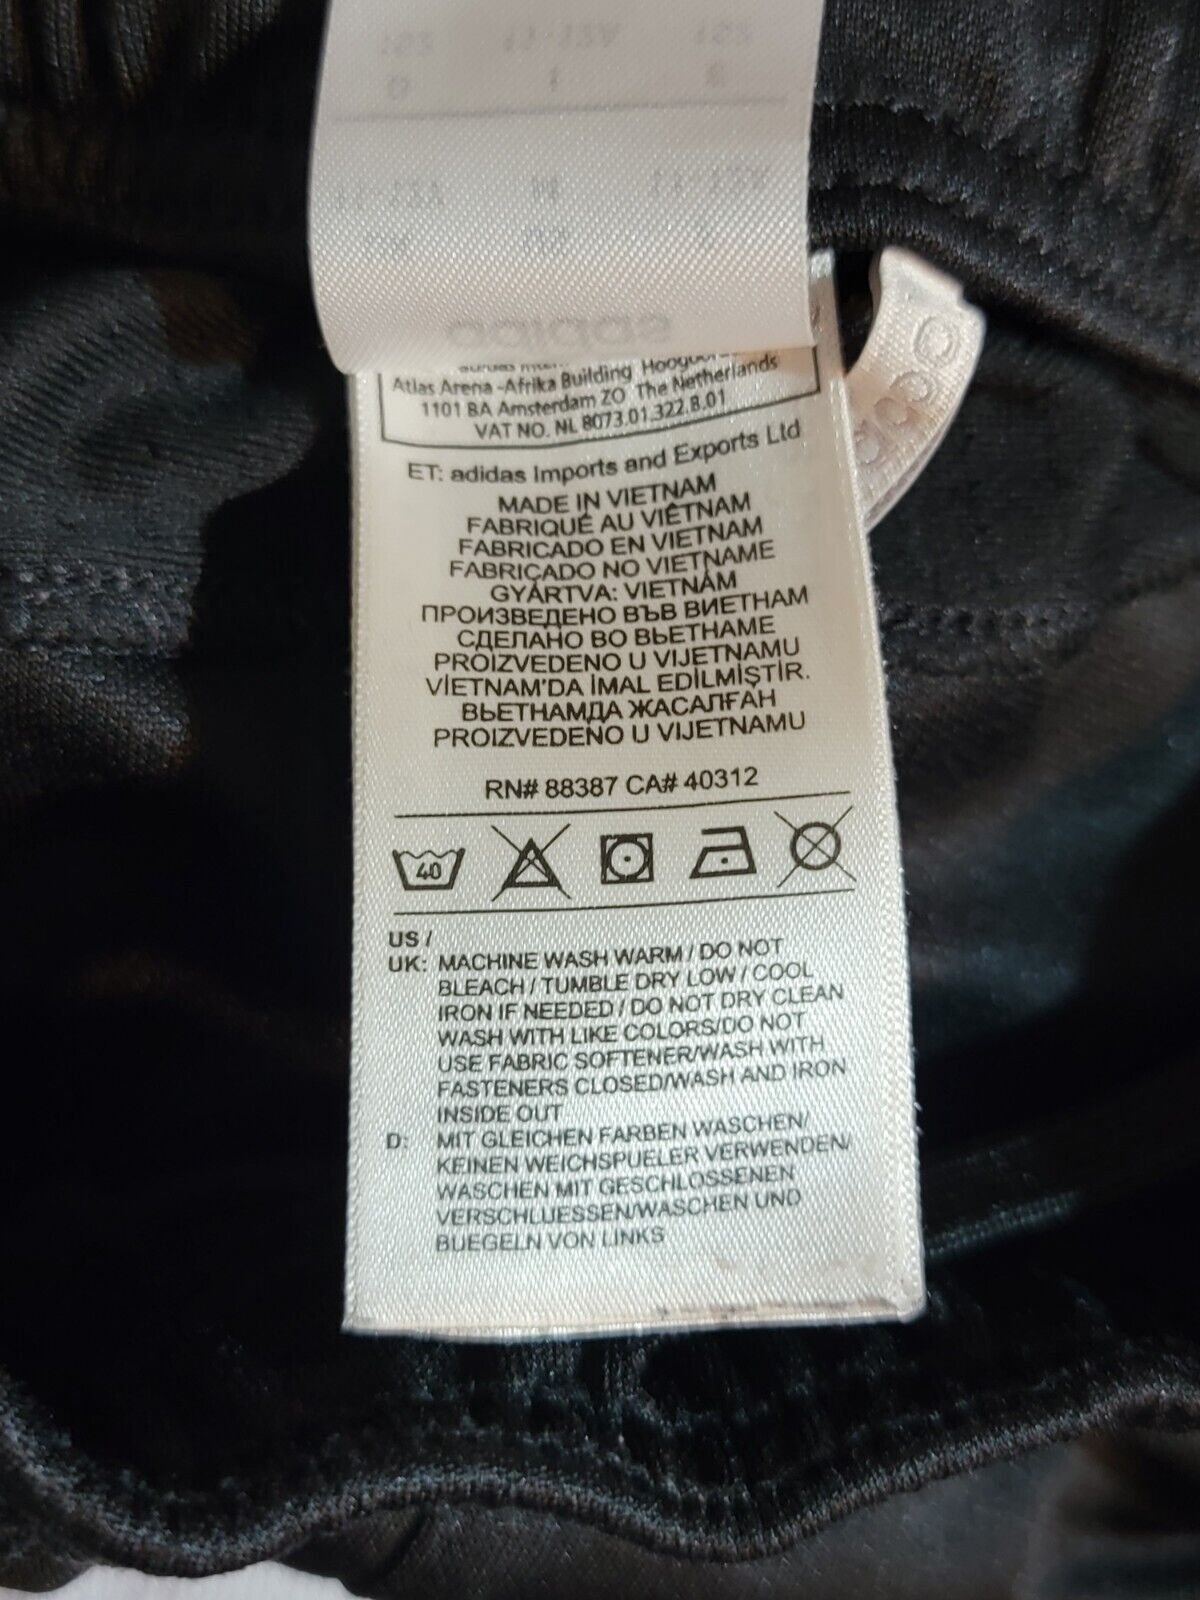 Atlas Arena -Afrika Building
1101 BA Amsterdam ZO The Netherlands
VAT NO. NL 8073.01.322.B.01
ET: adidas Imports and Exports Ltd
MADE IN VIETNAM
FABRIQUÉ AU VIÊTNAM
FABRICADO EN VIETNAM
FABRICADO NO VIETNAME
GYÁRTVA: VIETNÁM
ПРОИЗВЕДЕНО ВЪВ ВИЕТНАМ
СДЕЛАНО ВО ВЬЕТНАМЕ
PROIZVEDENO U VIJETNAMU
VİETNAM'DA İMAL EDİLMİŞTİR.
ВЬЕТНАМДА ЖАСАЛҒАН
PROIZVEDENO U VIJETNAMU
RN# 88387 CA# 40312
40
US /
UK: MACHINE WASH WARM / DO NOT
BLEACH / TUMBLE DRY LOW / COOL
IRON IF NEEDED / DO NOT DRY CLEAN
WASH WITH LIKE COLORS/DO NOT
USE FABRIC SOFTENER/WASH WITH
FASTENERS CLOSED/WASH AND IRON
INSIDE OUT
D: MIT GLEICHEN FARBEN WASCHEN/
KEINEN WEICHSPUELER VERWENDEN/
WASCHEN MIT GESCHLOSSENEN
VERSCHLUESSEN/WASCHEN UND
BUEGELN VON LINKS